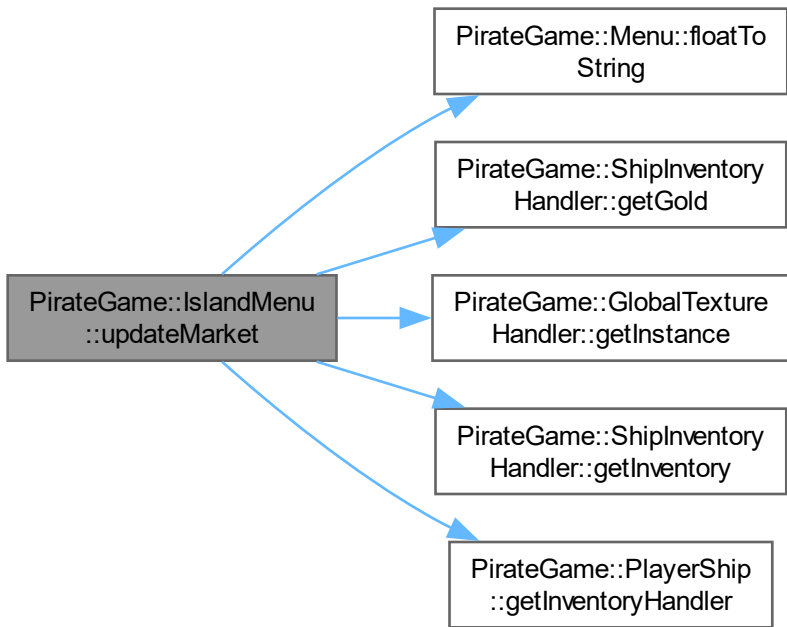 PirateGame::Menu::floatTo
String
PirateGame::ShipInventory
Handler::getGold
PirateGame::IslandMenu
::updateMarket
PirateGame::GlobalTexture
Handler::getInstance
PirateGame::ShipInventory
Handler::getInventory
PirateGame::PlayerShip
::getInventoryHandler